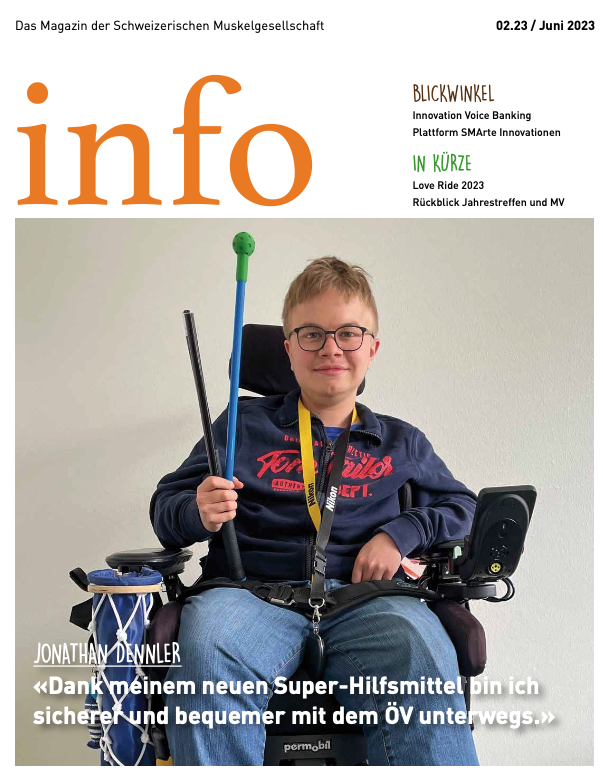 Das Magazin der Schweizerischen Muskelgesellschaft
02.23 / Juni 2023
info
BLICKWINKEL
Innovation Voice Banking
Plattform SMArte Innovationen
IN KÜRZE
Love Ride 2023
Rückblick Jahrestreffen und MV
Nikon
Nikon
DEPT.
JONATHAN DENNLER
«Dank meinem neuen Super-Hilfsmittel bin ich
sicherer und bequemer mit dem ÖV unterwegs.»
permobil